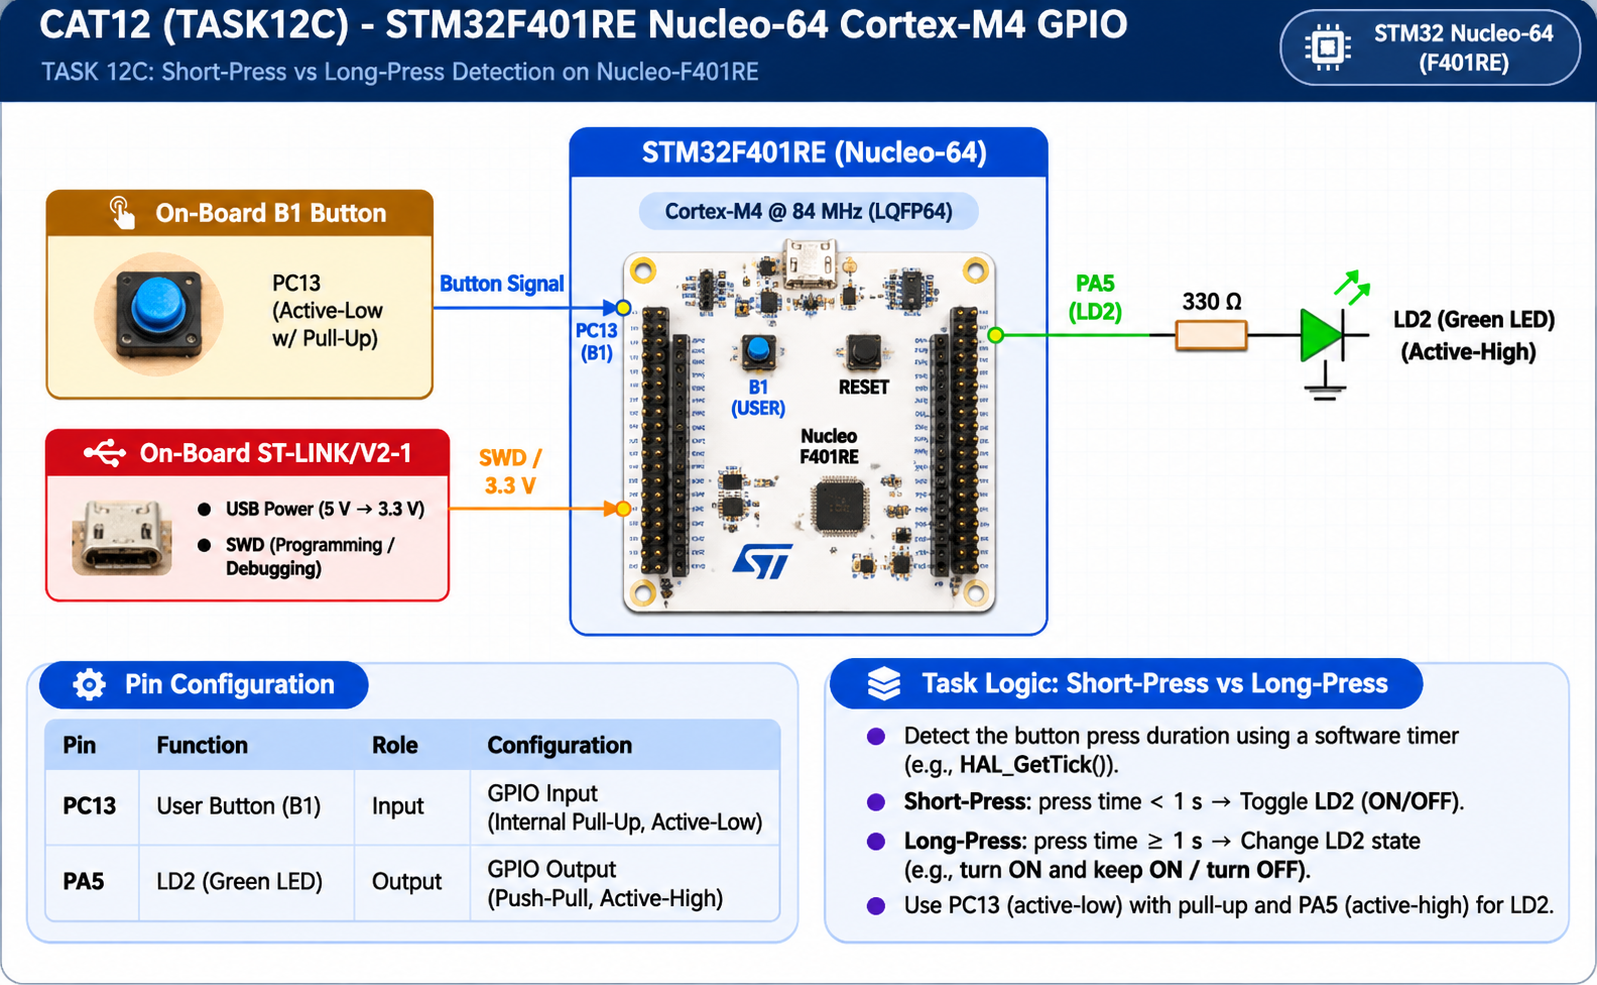 CAT12 (TASK12C) - STM32F401RE Nucleo-64 Cortex-M4 GPIO
TASK 12C: Short-Press vs Long-Press Detection on Nucleo-F401RE
STM32 Nucleo-64
(F401RE)
STM32F401RE (Nucleo-64)
Cortex-M4 @ 84 MHz (LQFP64)
On-Board B1 Button
PC13
(Active-Low
w/ Pull-Up)
Button Signal
PC13
(B1)
B1
(USER)
RESET
Nucleo
F401RE
ST
PA5
(LD2)
330 Ω
LD2 (Green LED)
(Active-High)
On-Board ST-LINK/V2-1
● USB Power (5 V → 3.3 V)
● SWD (Programming /
Debugging)
SWD /
3.3 V
Pin Configuration
Pin Function Role Configuration
PC13 User Button (B1) Input GPIO Input
(Internal Pull-Up, Active-Low)
PA5 LD2 (Green LED) Output GPIO Output
(Push-Pull, Active-High)
Task Logic: Short-Press vs Long-Press
● Detect the button press duration using a software timer
(e.g., HAL_GetTick()).
● Short-Press: press time < 1 s → Toggle LD2 (ON/OFF).
● Long-Press: press time ≥ 1 s → Change LD2 state
(e.g., turn ON and keep ON / turn OFF).
● Use PC13 (active-low) with pull-up and PA5 (active-high) for LD2.